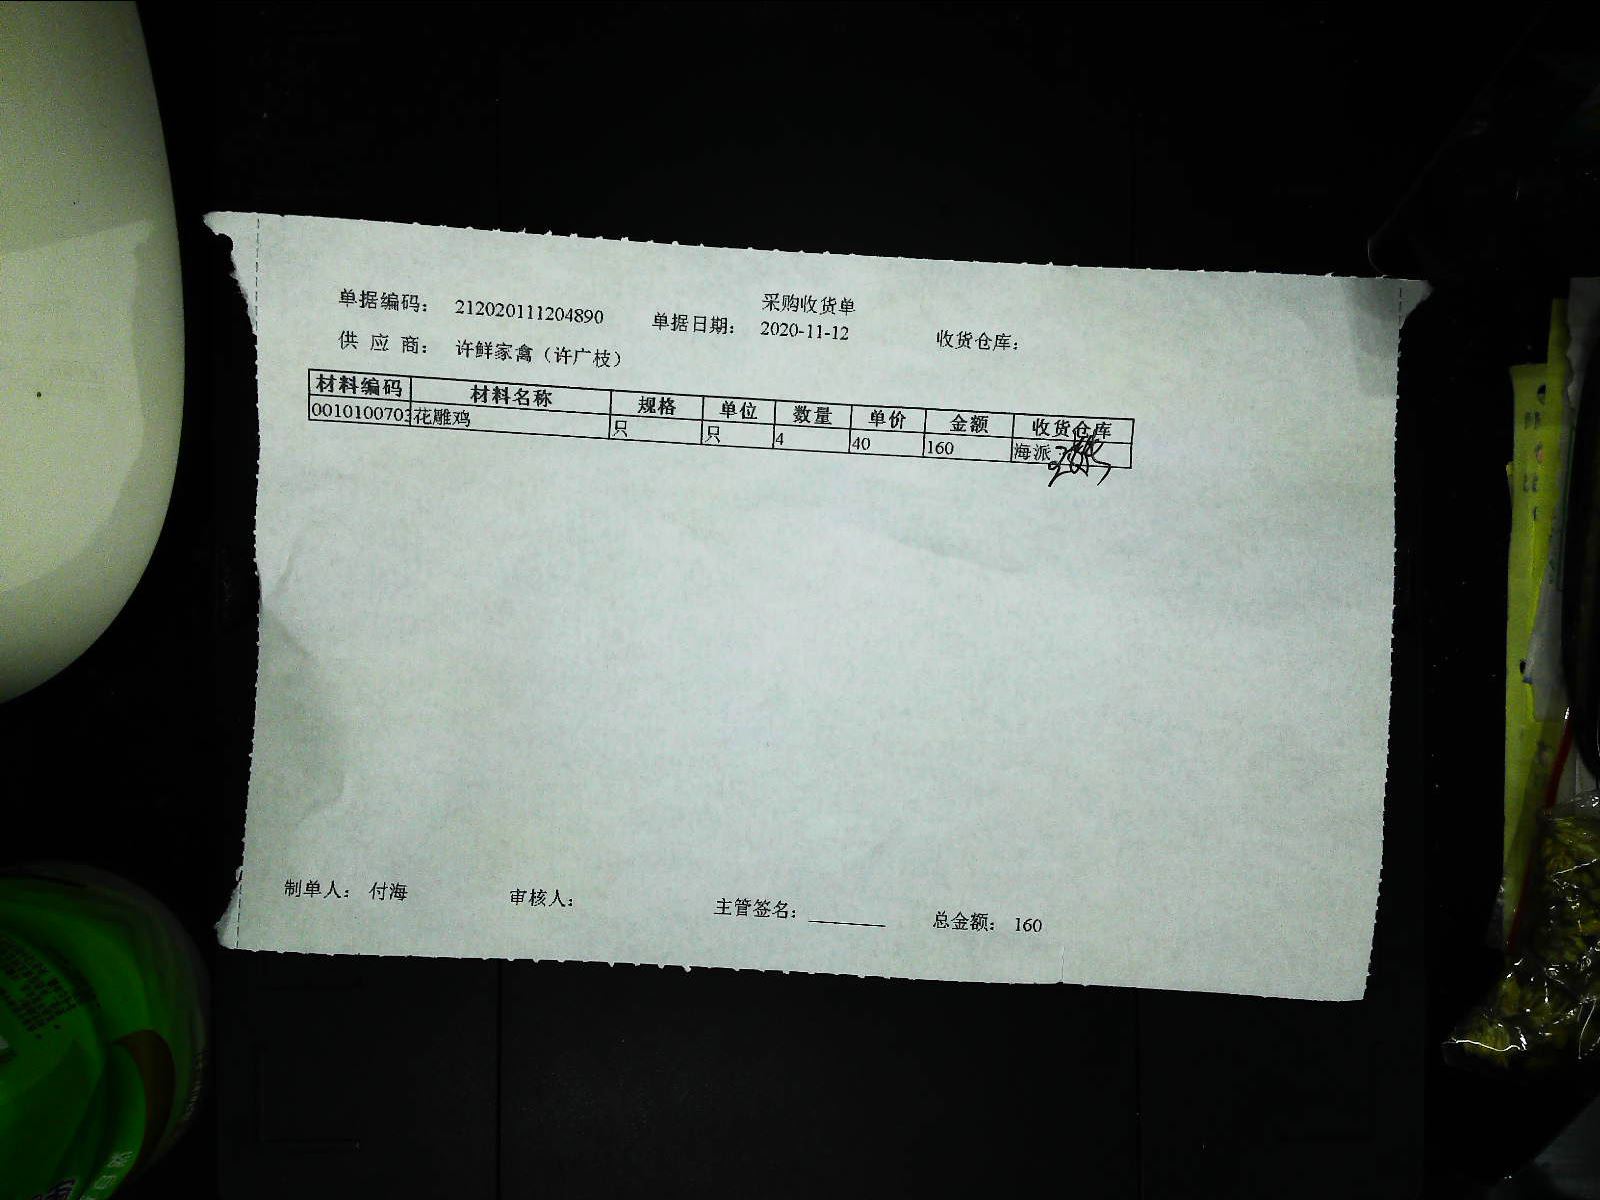 采购收货单
单据编码： 212020111204890 单据日期： 2020-11-12 收货仓库：
供 应 商： 许鲜家禽（许广枝）
材料编码 材料名称 规格 单位 数量 单价 金额 收货仓库
0010100703 花雕鸡 只 只 4 40 160 海派
制单人： 付海 审核人： 主管签名： 总金额： 160